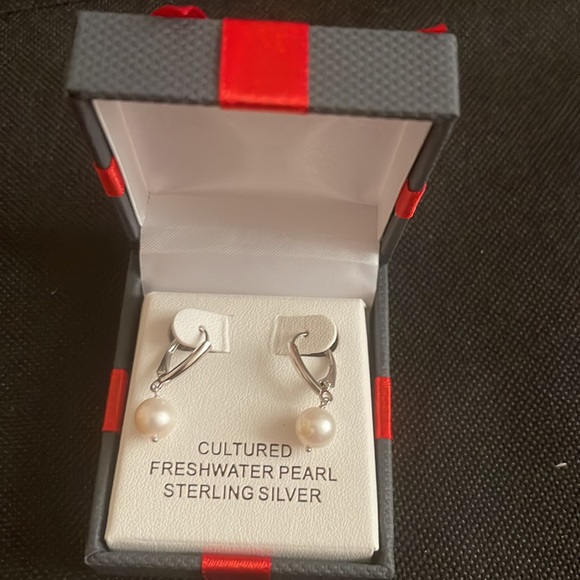 CULTURED
FRESHWATER PEARL
STERLING SILVER